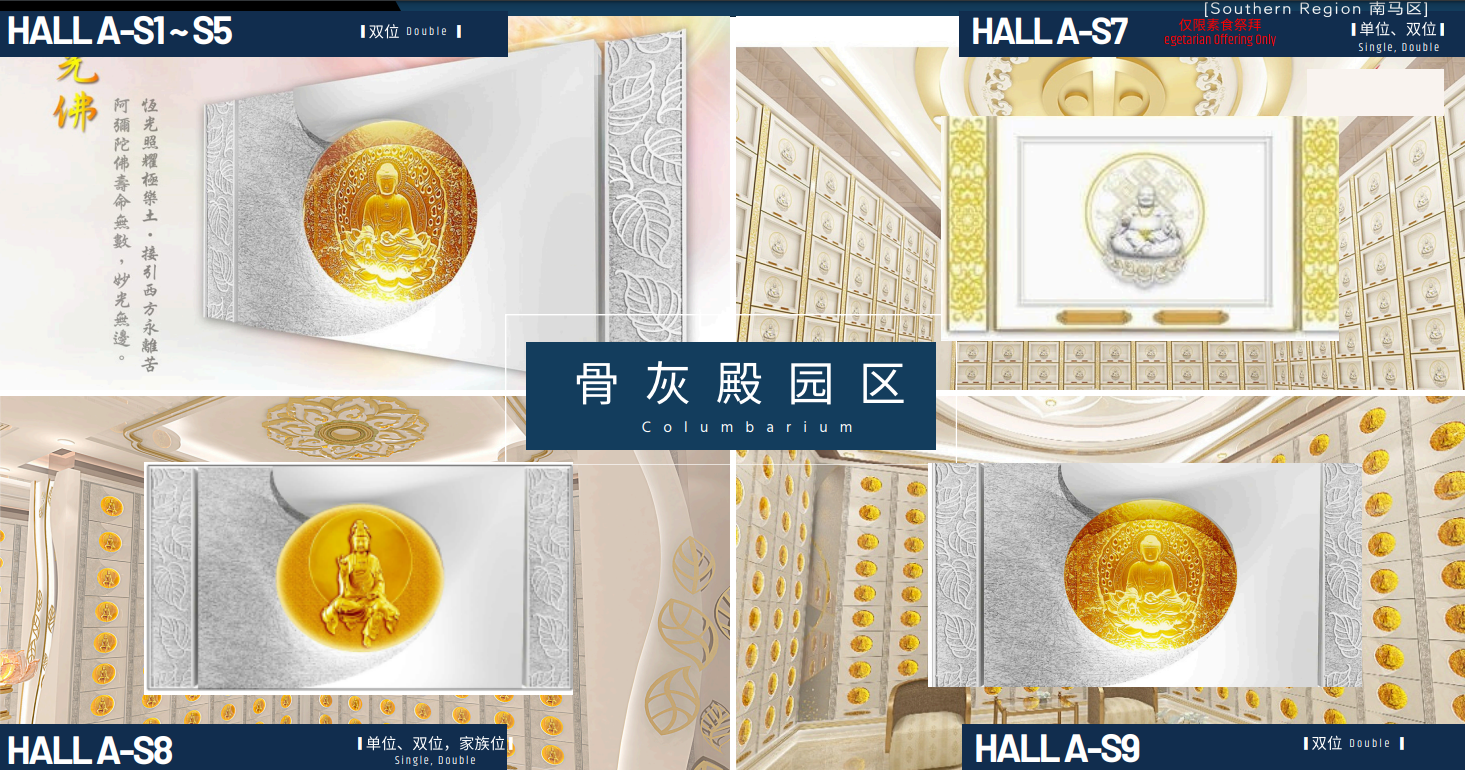 [Southern Region 南马区]
HALL A-S1 ~ S5
双位 Double
HALL A-S7
仅限素食祭拜
egetarian Offering Only
单位、双位
Single, Double
光
佛
恆光照耀極樂土・接引西方永離苦
阿彌陀佛壽命無數，妙光無邊。
骨灰殿园区
Columbarium
HALL A-S8
单位、双位，家族位
Single, Double
HALL A-S9
双位 Double